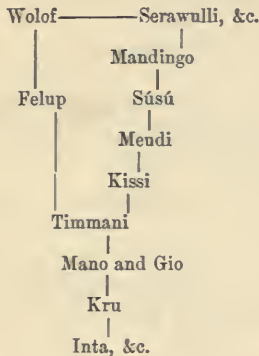 Wolof Serawulli, &c.
Mandingo
Felup Súsú
Mendi
Kissi
Timmani
Mano and Gio
Kru
Inta, &c.